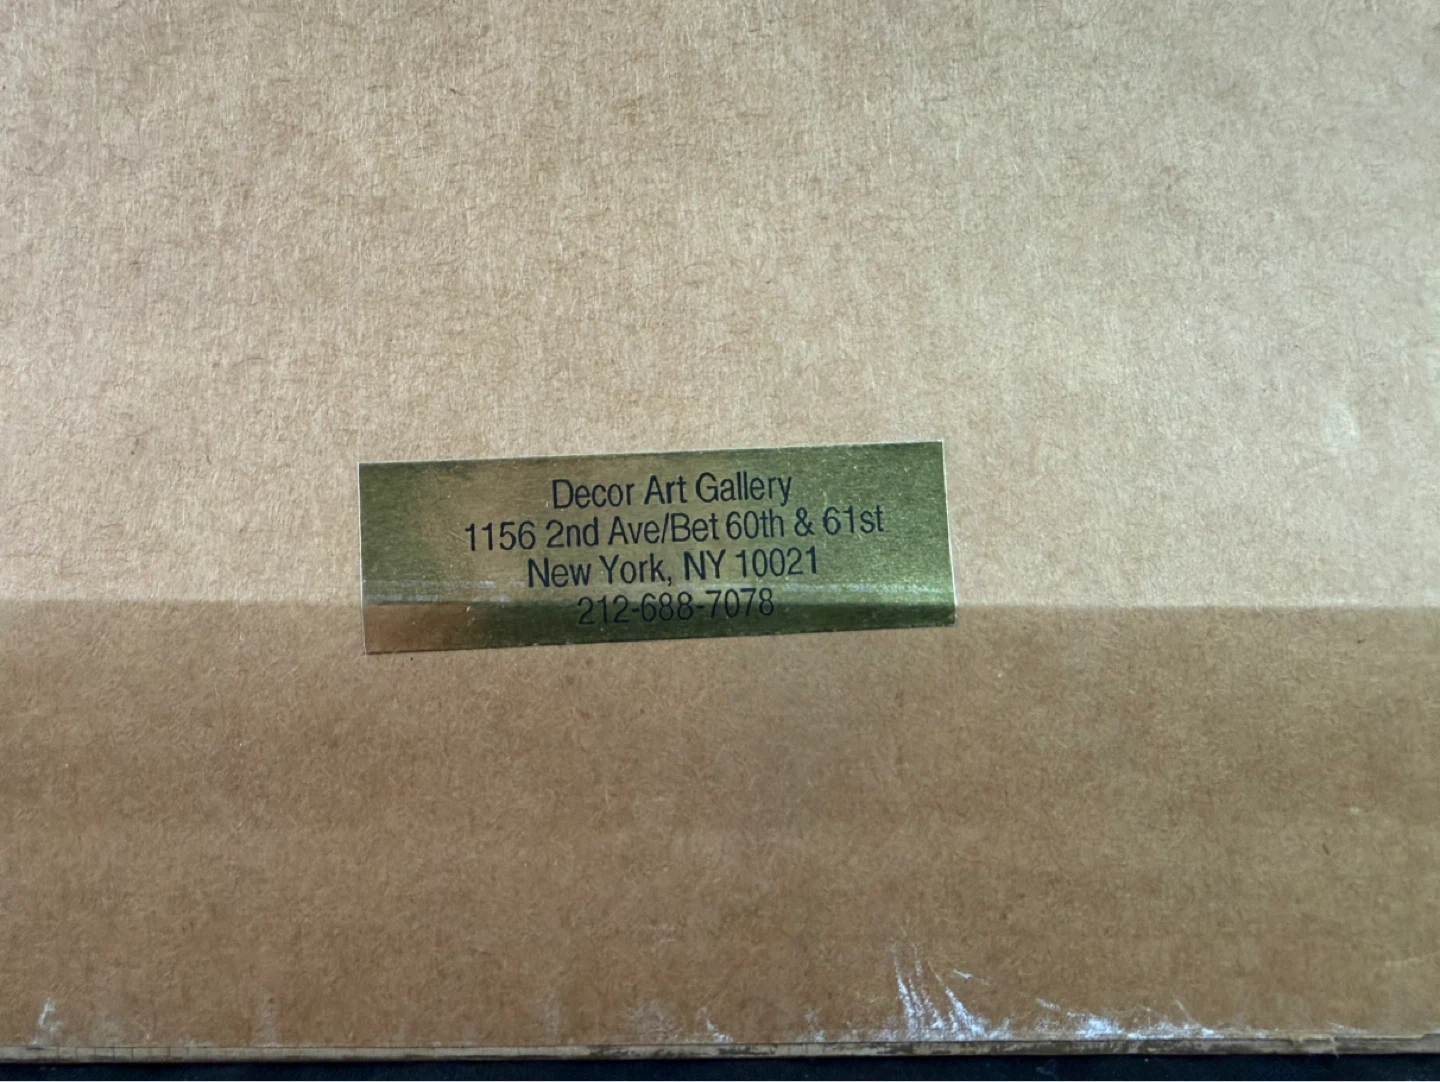 Decor Art Gallery
1156 2nd Ave/Bet 60th & 61st
New York, NY 10021
212-688-7078